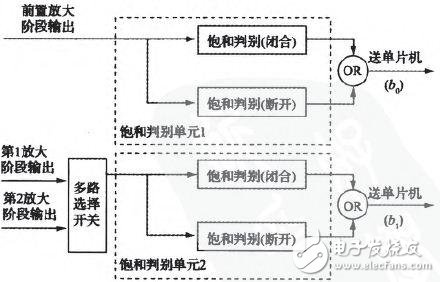 前置放大
阶段输出
饱和判别(闭合)
OR
送单片机
(b₀)
饱和判别(断开)
饱和判别单元1
第1放大
阶段输出
第2放大
阶段输出
多路
选择
开关
饱和判别(闭合)
OR
送单片机
(b₁)
饱和判别(断开)
饱和判别单元2
电子发烧友
www.elecfans.com